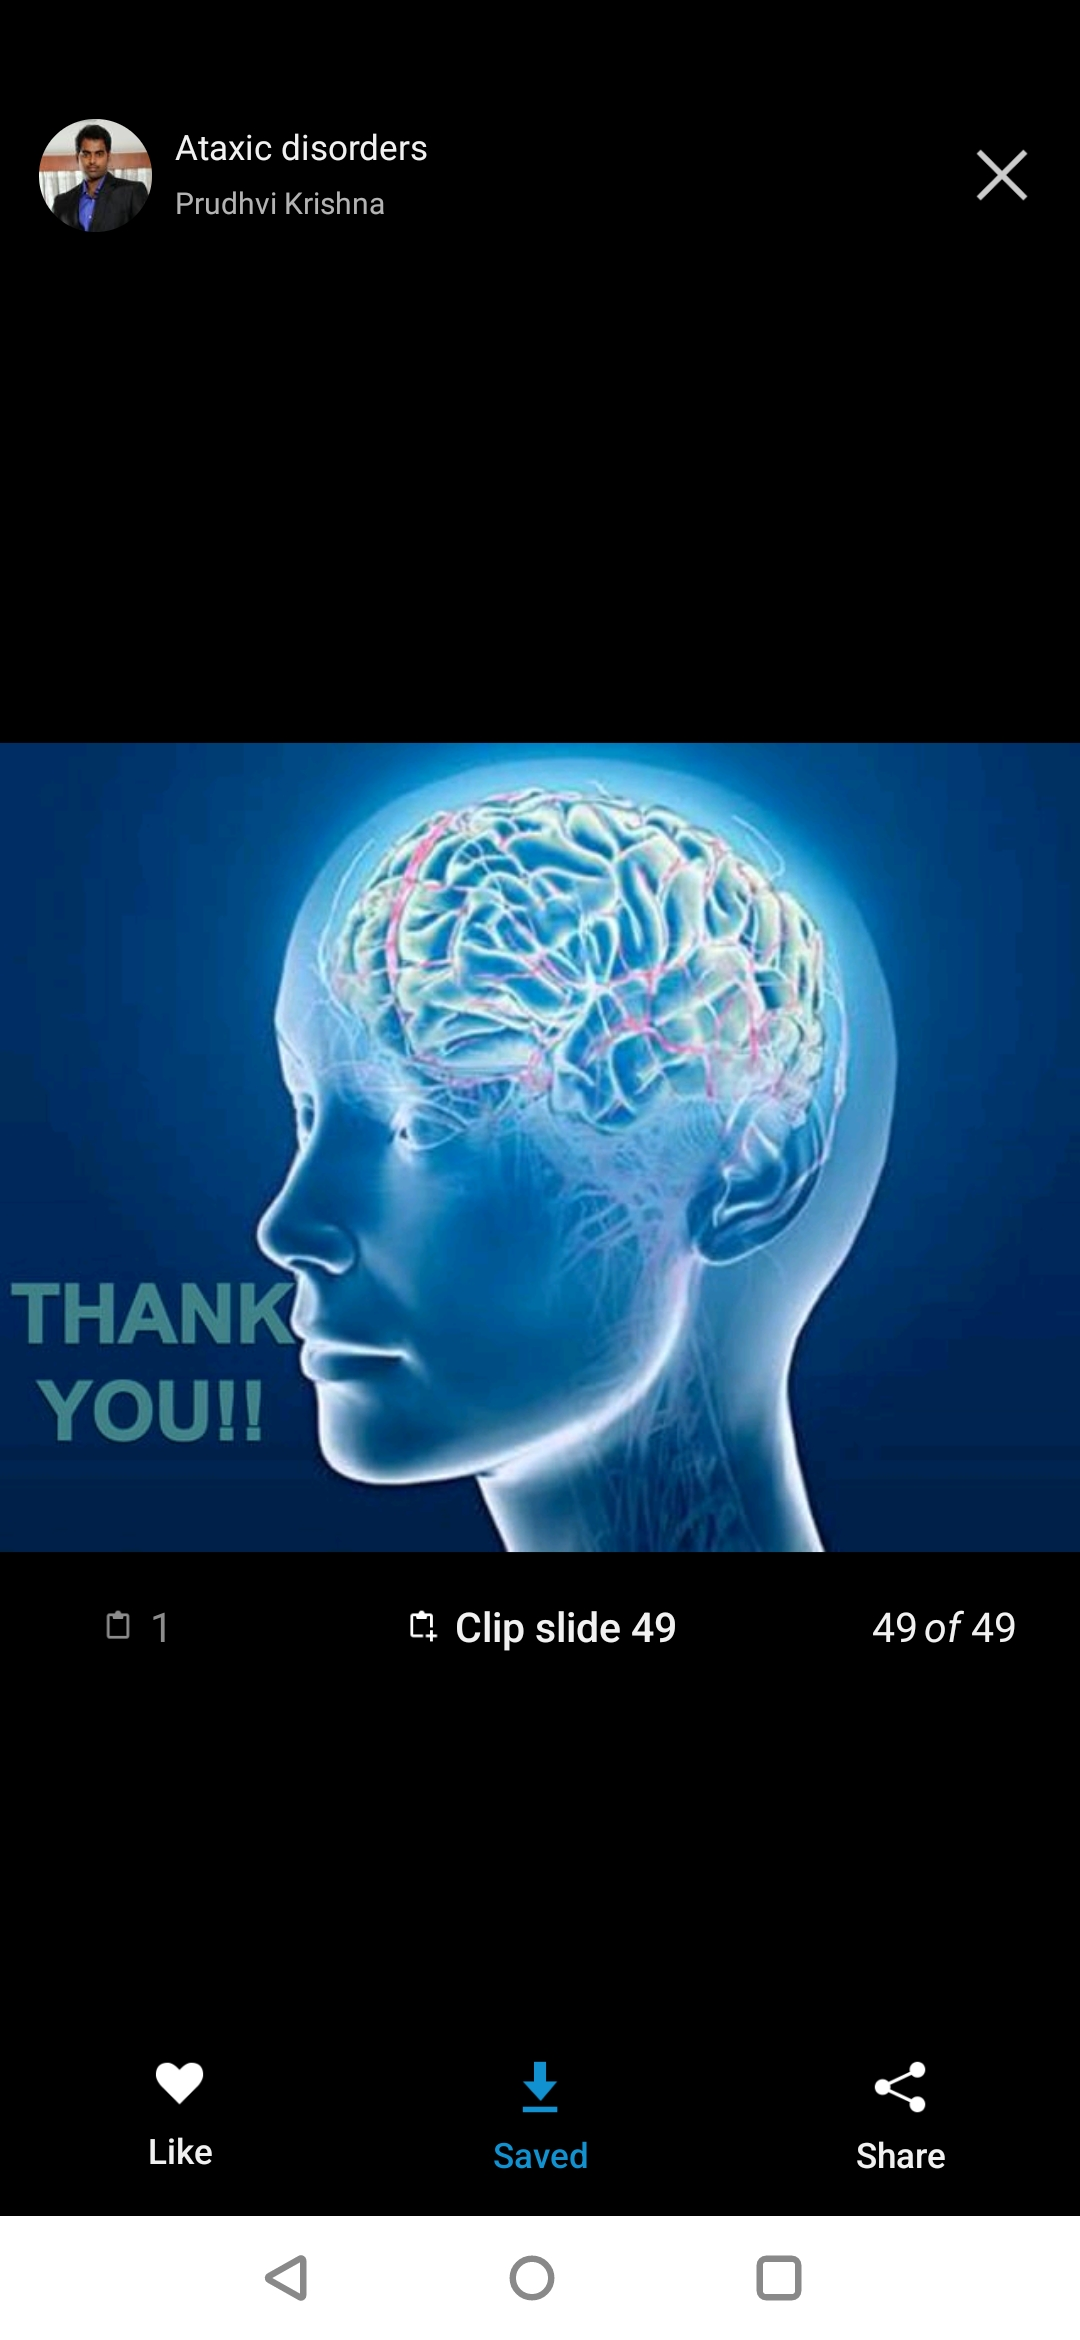 Ataxic disorders
Prudhvi Krishna
THANK
YOU!!
1
Clip slide 49
49 of 49
Like
Saved
Share